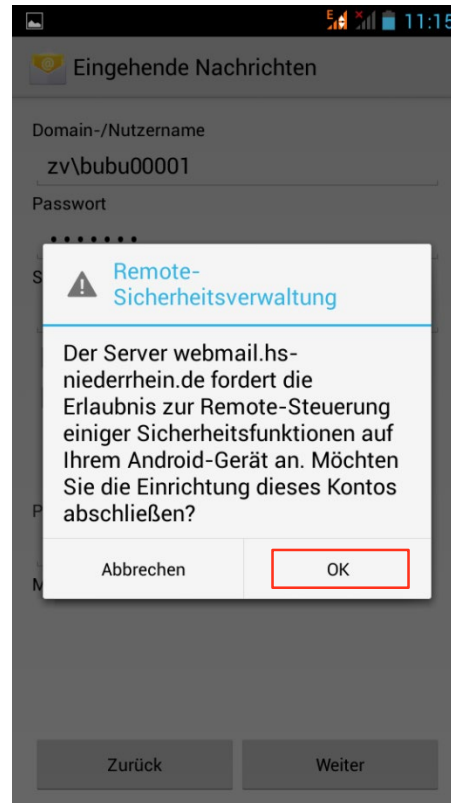 E 11:15
Eingehende Nachrichten
Domain-/Nutzername
zv\bubu00001
Passwort
S
Remote-
Sicherheitsverwaltung
Der Server webmail.hs-
niederrhein.de fordert die
Erlaubnis zur Remote-Steuerung
einiger Sicherheitsfunktionen auf
Ihrem Android-Gerät an. Möchten
Sie die Einrichtung dieses Kontos
abschließen?
P
Abbrechen OK
M
Zurück Weiter